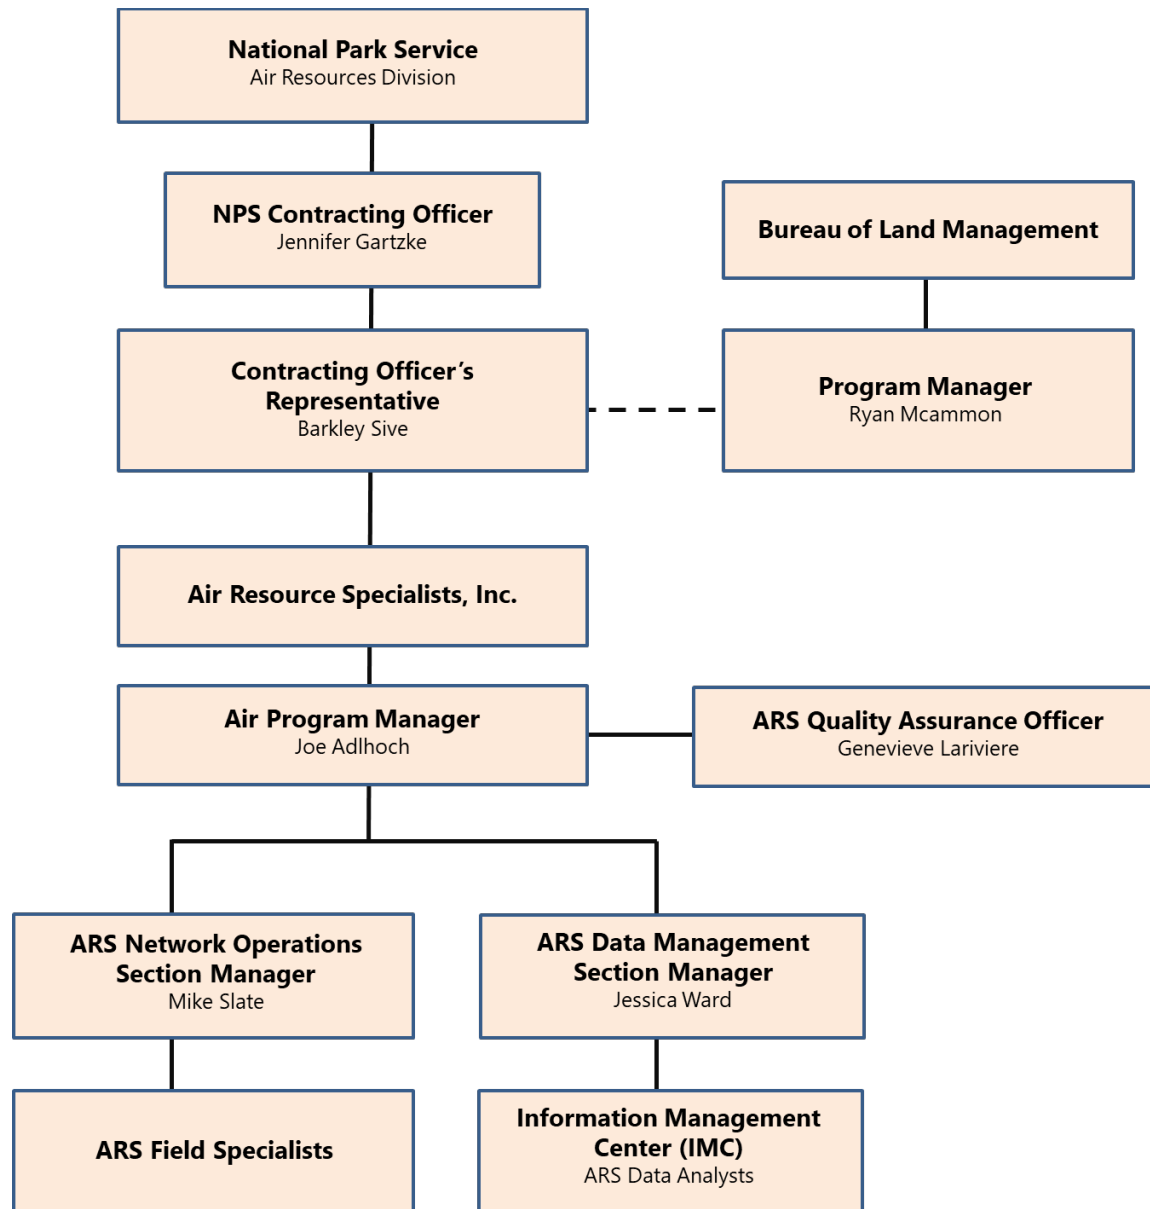 National Park Service
Air Resources Division
NPS Contracting Officer
Jennifer Gartzke
Bureau of Land Management
Contracting Officer’s
Representative
Barkley Sive
Program Manager
Ryan Mcammon
Air Resource Specialists, Inc.
Air Program Manager
Joe Adlhoch
ARS Quality Assurance Officer
Genevieve Lariviere
ARS Network Operations
Section Manager
Mike Slate
ARS Data Management
Section Manager
Jessica Ward
ARS Field Specialists
Information Management
Center (IMC)
ARS Data Analysts